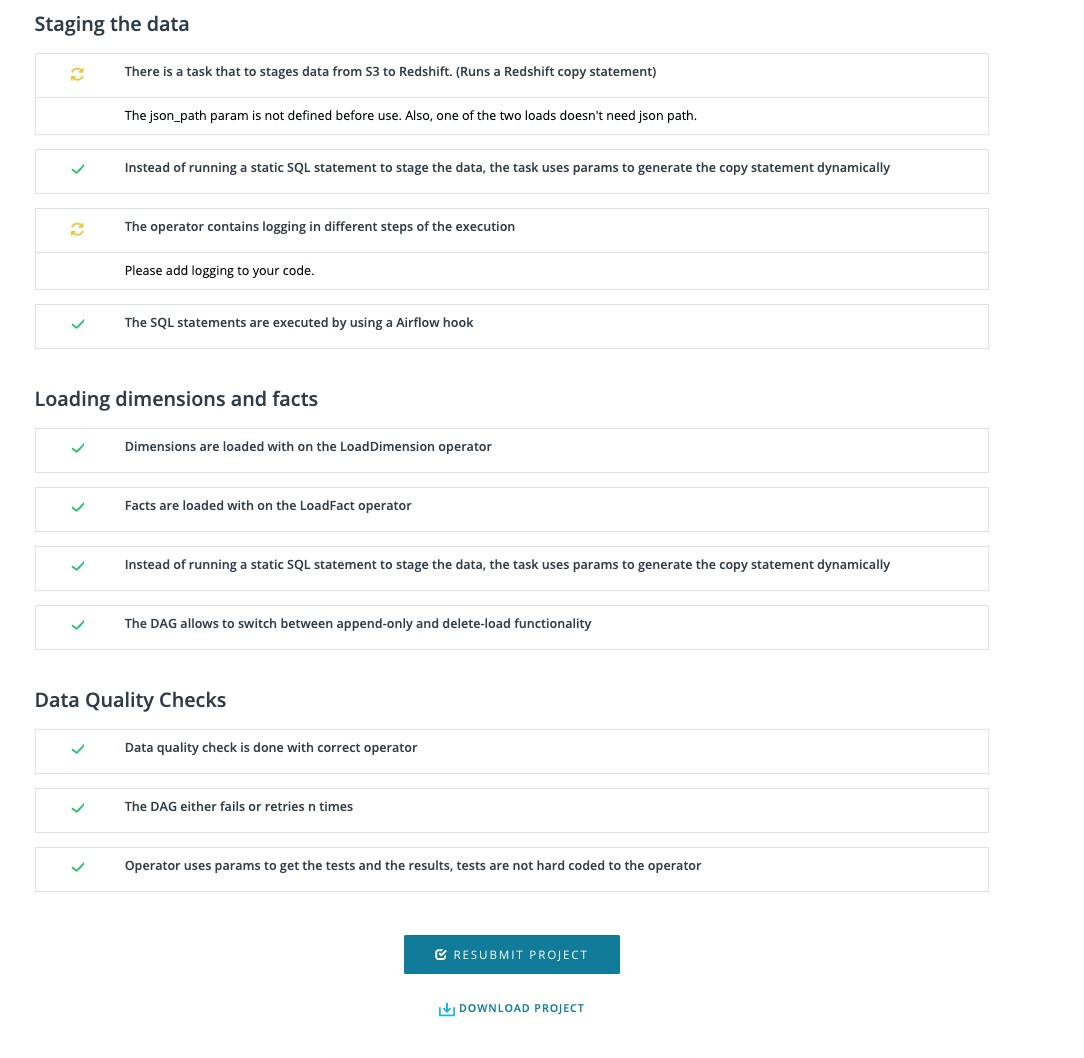 Staging the data
There is a task that to stages data from S3 to Redshift. (Runs a Redshift copy statement)
The json_path param is not defined before use. Also, one of the two loads doesn't need json path.
Instead of running a static SQL statement to stage the data, the task uses params to generate the copy statement dynamically
The operator contains logging in different steps of the execution
Please add logging to your code.
The SQL statements are executed by using a Airflow hook
Loading dimensions and facts
Dimensions are loaded with on the LoadDimension operator
Facts are loaded with on the LoadFact operator
Instead of running a static SQL statement to stage the data, the task uses params to generate the copy statement dynamically
The DAG allows to switch between append-only and delete-load functionality
Data Quality Checks
Data quality check is done with correct operator
The DAG either fails or retries n times
Operator uses params to get the tests and the results, tests are not hard coded to the operator
RESUBMIT PROJECT
DOWNLOAD PROJECT